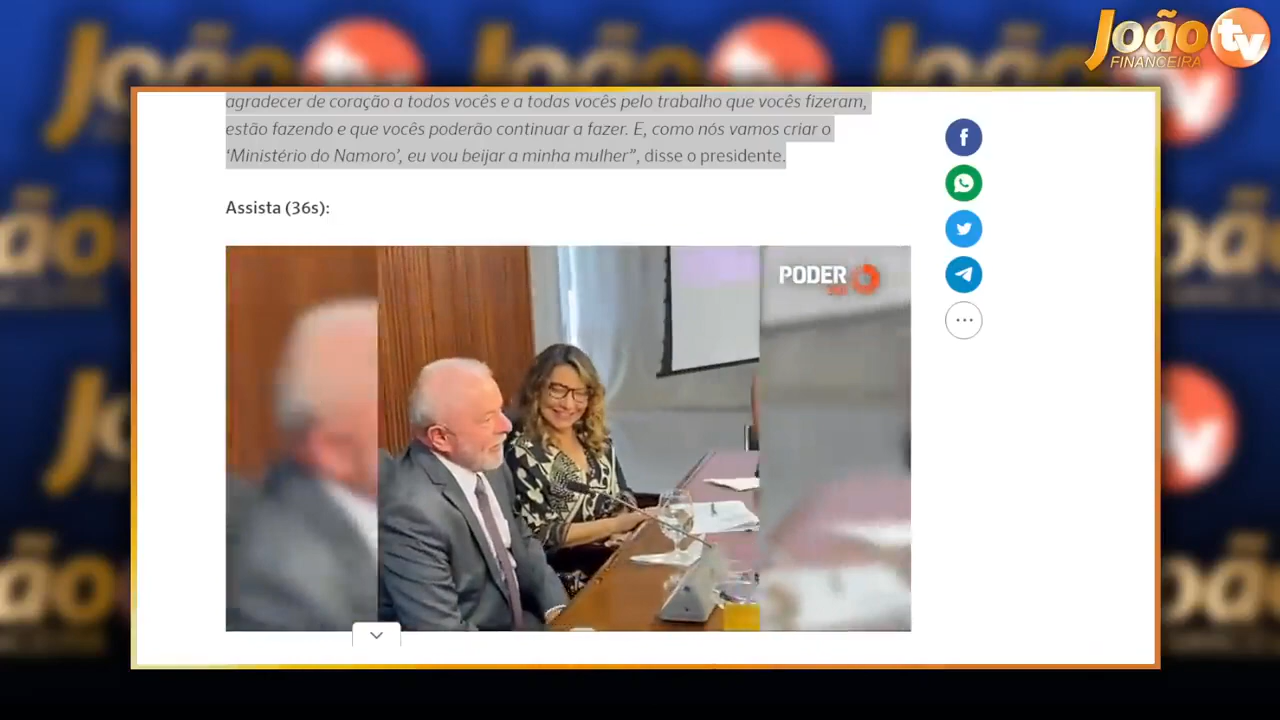 João
tv
FINANCEIRA
agradecer de coração a todos vocês e a todas vocês pelo trabalho que vocês fizeram,
estão fazendo e que vocês poderão continuar a fazer. E, como nós vamos criar o
‘Ministério do Namoro’, eu vou beijar a minha mulher”, disse o presidente.
Assista (36s):
PODER